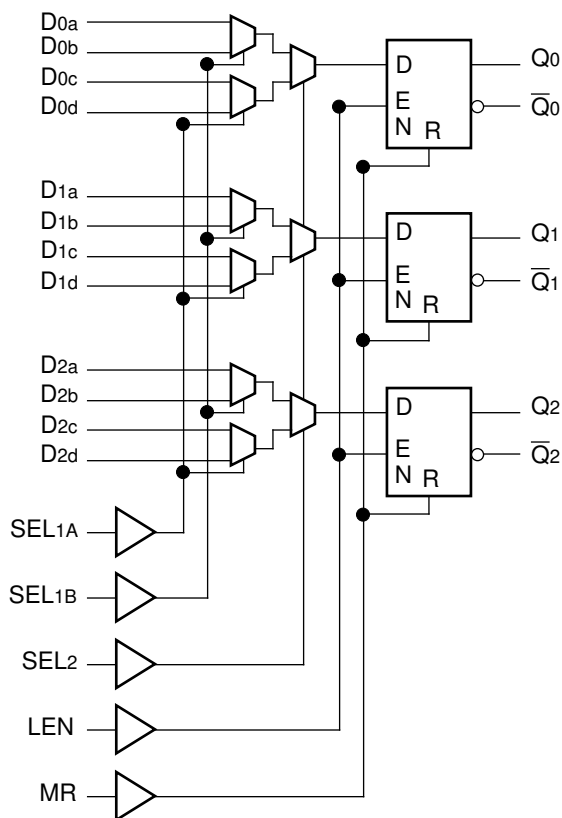 D0a
D0b
D0c
D0d
D
E
N
R
Q0
Q̅0
D1a
D1b
D1c
D1d
D
E
N
R
Q1
Q̅1
D2a
D2b
D2c
D2d
D
E
N
R
Q2
Q̅2
SEL1A
SEL1B
SEL2
LEN
MR